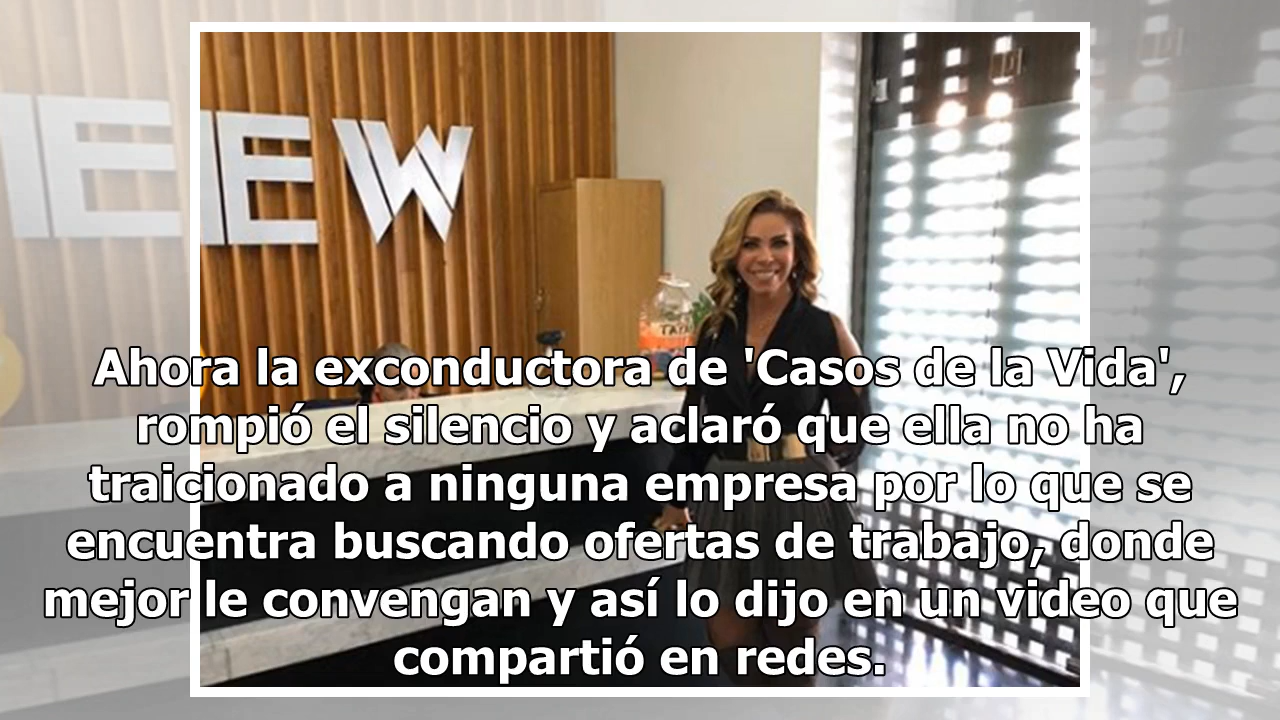 IEW
Ahora la exconductora de 'Casos de la Vida',
rompió el silencio y aclaró que ella no ha
traicionado a ninguna empresa por lo que se
encuentra buscando ofertas de trabajo, donde
mejor le convengan y así lo dijo en un video que
compartió en redes.